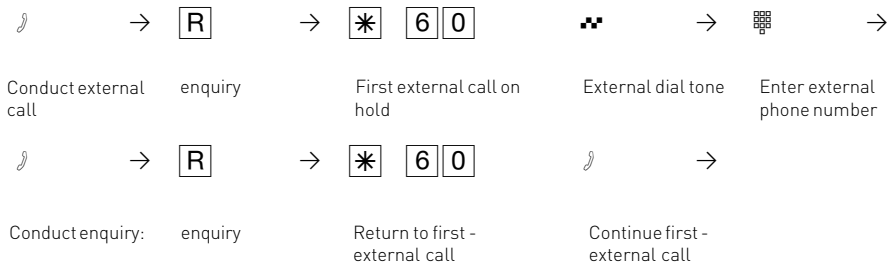 R * 6 0
Conduct external call enquiry First external call on hold External dial tone Enter external phone number
R * 6 0
Conduct enquiry: enquiry Return to first - external call Continue first - external call